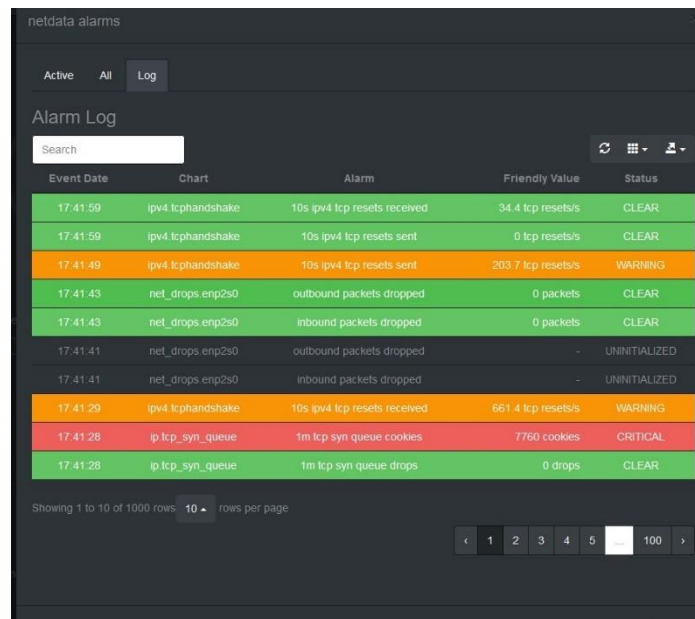 netdata alarms
Active All Log
Alarm Log
Search
Event Date Chart Alarm Friendly Value Status
17:41:59 ipv4.tcphandshake 10s ipv4 tcp resets received 34.4 tcp resets/s CLEAR
17:41:59 ipv4.tcphandshake 10s ipv4 tcp resets sent 0 tcp resets/s CLEAR
17:41:49 ipv4.tcphandshake 10s ipv4 tcp resets sent 203.7 tcp resets/s WARNING
17:41:43 net_drops.enp2s0 outbound packets dropped 0 packets CLEAR
17:41:43 net_drops.enp2s0 inbound packets dropped 0 packets CLEAR
17:41:41 net_drops.enp2s0 outbound packets dropped - UNINITIALIZED
17:41:41 net_drops.enp2s0 inbound packets dropped - UNINITIALIZED
17:41:29 ipv4.tcphandshake 10s ipv4 tcp resets received 661.4 tcp resets/s WARNING
17:41:28 ip.tcp_syn_queue 1m tcp syn queue cookies 7760 cookies CRITICAL
17:41:28 ip.tcp_syn_queue 1m tcp syn queue drops 0 drops CLEAR
Showing 1 to 10 of 1000 rows 10 rows per page
‹ 1 2 3 4 5 ... 100 ›